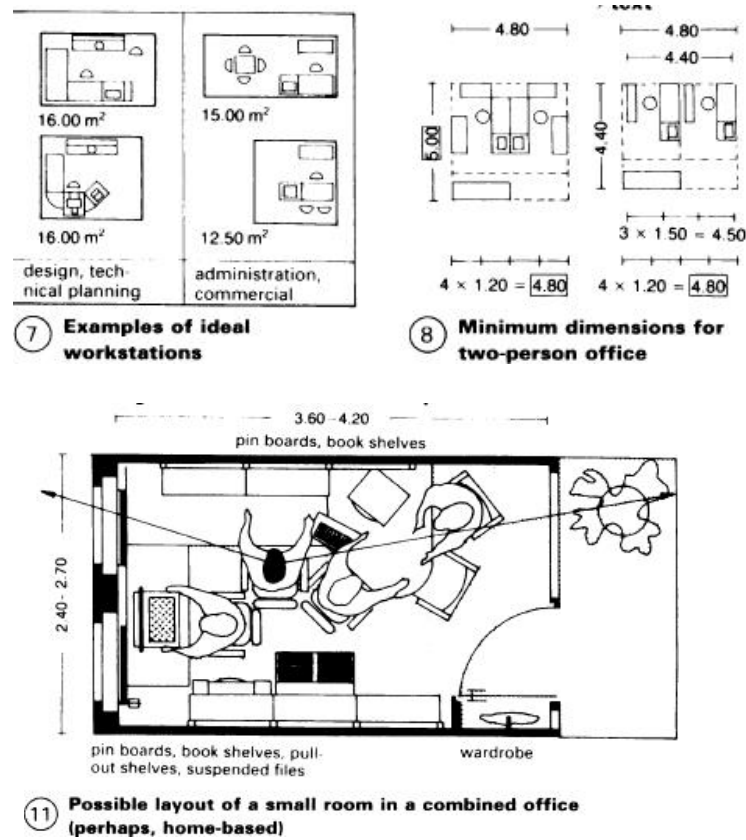 text
16.00 m²
15.00 m²
16.00 m²
12.50 m²
design, tech-
nical planning
administration,
commercial
7 Examples of ideal
workstations
4.80
5.00
4 × 1.20 = 4.80
4.80
4.40
4.40
3 × 1.50 = 4.50
4 × 1.20 = 4.80
8 Minimum dimensions for
two-person office
3.60 - 4.20
pin boards, book shelves
2.40 - 2.70
pin boards, book shelves, pull-
out shelves, suspended files
wardrobe
11 Possible layout of a small room in a combined office
(perhaps, home-based)